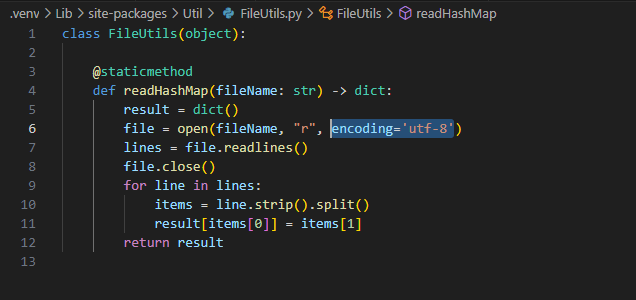 .venv > Lib > site-packages > Util > FileUtils.py > FileUtils > readHashMap
1 class FileUtils(object):
2
3 @staticmethod
4 def readHashMap(fileName: str) -> dict:
5 result = dict()
6 file = open(fileName, "r", encoding='utf-8')
7 lines = file.readlines()
8 file.close()
9 for line in lines:
10 items = line.strip().split()
11 result[items[0]] = items[1]
12 return result
13